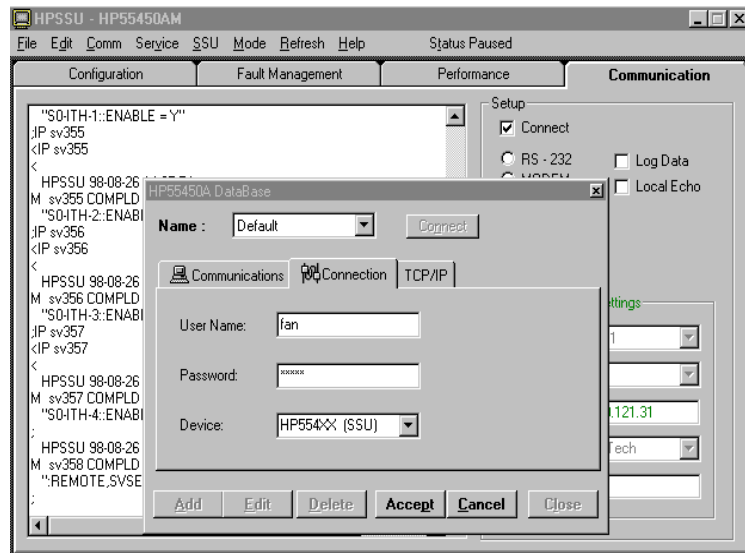 HPSSU - HP55450AM
File Edit Comm Service SSU Mode Refresh Help Status Paused
Configuration Fault Management Performance Communication
"S0-ITH-1::ENABLE = Y"
;IP sv355
<IP sv355
<
HPSSU 98-08-26
M sv355 COMPLD
"S0-ITH-2::ENABI
;IP sv356
<IP sv356
<
HPSSU 98-08-26
M sv356 COMPLD
"S0-ITH-3::ENABI
;IP sv357
<IP sv357
<
HPSSU 98-08-26
M sv357 COMPLD
"S0-ITH-4::ENABI
;
HPSSU 98-08-26
M sv358 COMPLD
":REMOTE,SVSE
;
Setup
Connect
RS - 232
Log Data
Local Echo
HP55450A DataBase
Name : Default Connect
Communications Connection TCP/IP
User Name: fan
Password: xxxxx
Device: HP554XX (SSU)
Add Edit Delete Accept Cancel Close
ettings
1
.121.31
Tech